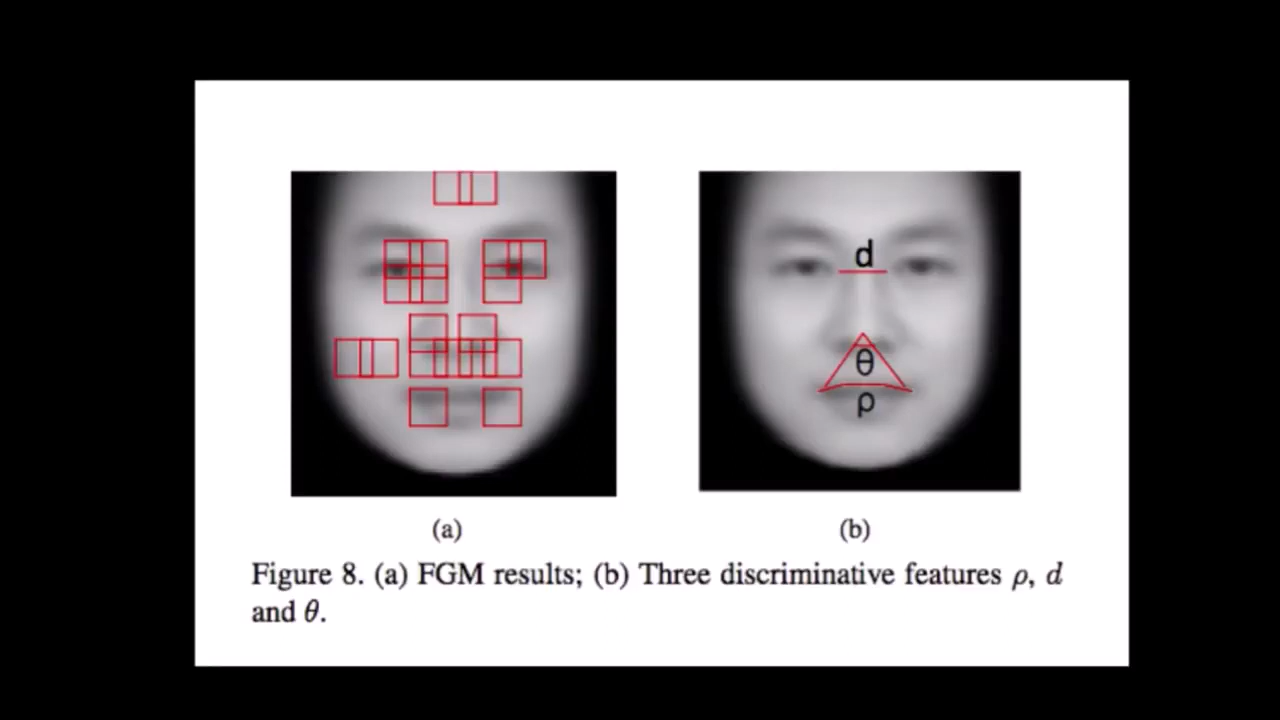 d
θ
ρ
(a)
(b)
Figure 8. (a) FGM results; (b) Three discriminative features ρ, d
and θ.